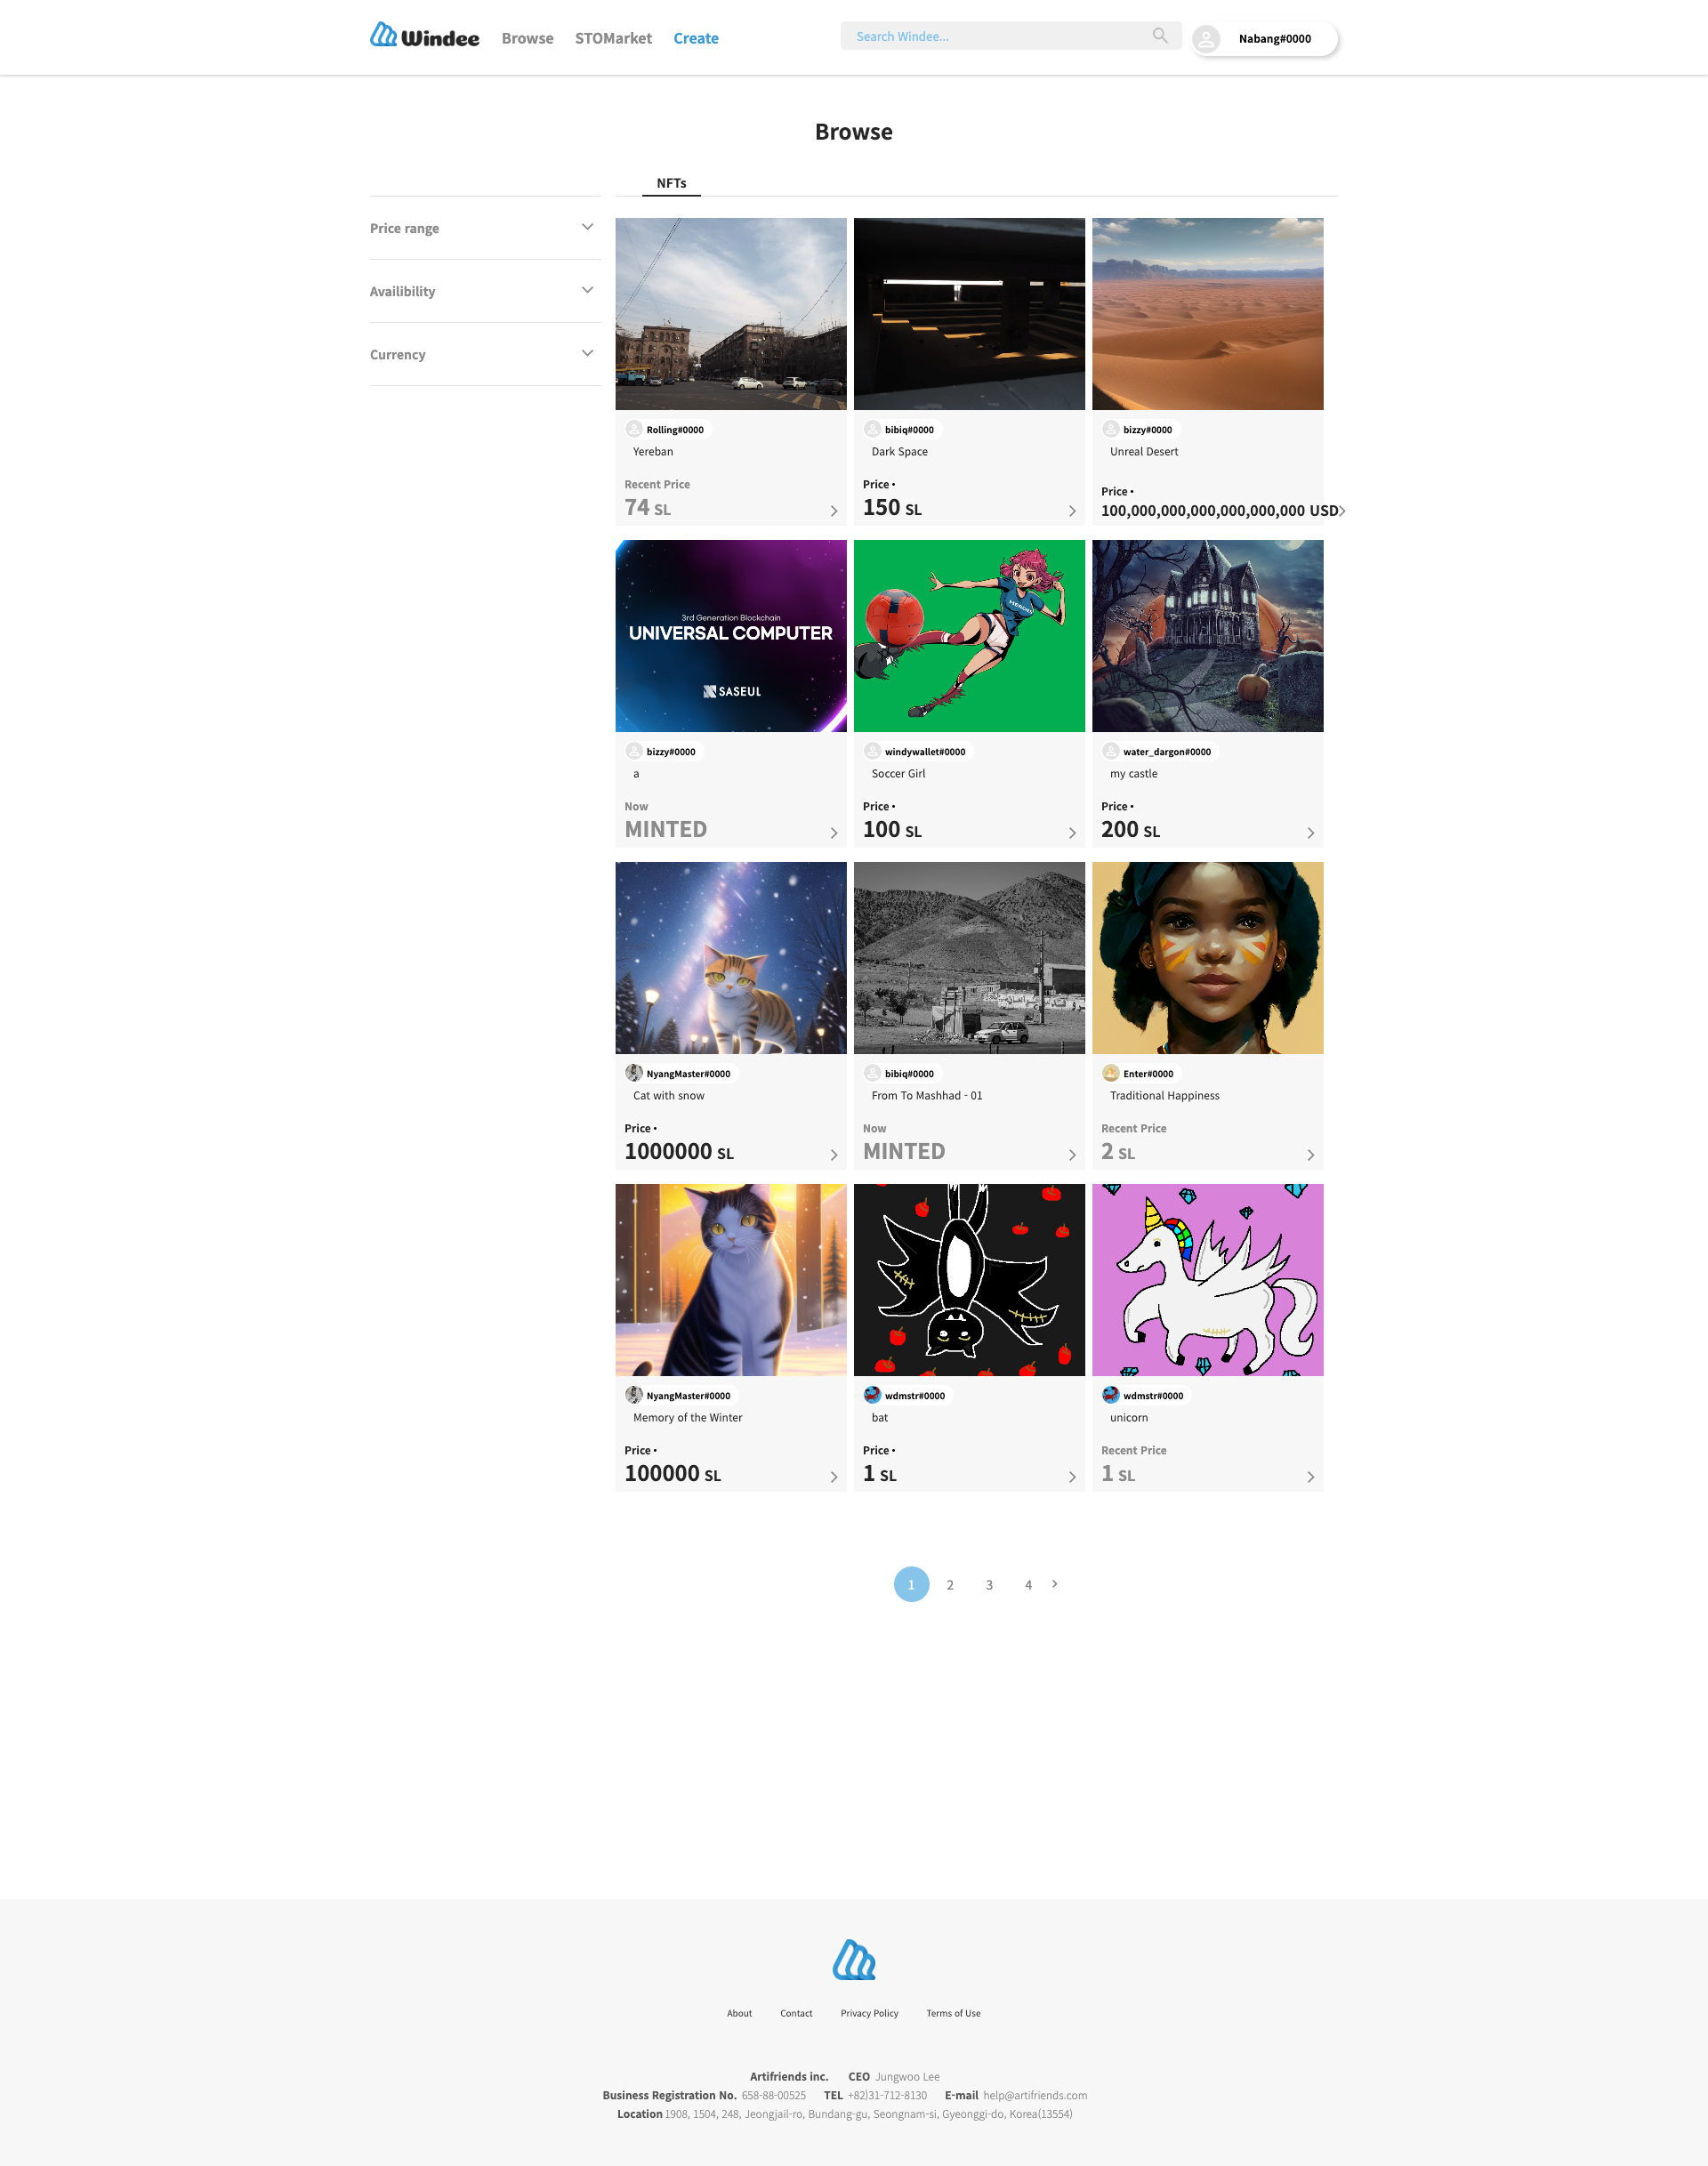 Windee Browse STOMarket Create Search Windee... Nabang#0000
Browse
NFTs
Price range
Availibility
Currency
Rolling#0000
Yereban
Recent Price
74 SL
bibiq#0000
Dark Space
Price •
150 SL
bizzy#0000
Unreal Desert
Price •
100,000,000,000,000,000,000 USD
3rd Generation Blockchain
UNIVERSAL COMPUTER
SASEUL
bizzy#0000
a
Now
MINTED
HEROES
windywallet#0000
Soccer Girl
Price •
100 SL
water_dargon#0000
my castle
Price •
200 SL
NyangMaster#0000
Cat with snow
Price •
1000000 SL
bibiq#0000
From To Mashhad - 01
Now
MINTED
Enter#0000
Traditional Happiness
Recent Price
2 SL
NyangMaster#0000
Memory of the Winter
Price •
100000 SL
wdmstr#0000
bat
Price •
1 SL
wdmstr#0000
unicorn
Recent Price
1 SL
1 2 3 4
About Contact Privacy Policy Terms of Use
Artifriends inc. CEO Jungwoo Lee
Business Registration No. 658-88-00525 TEL +82)31-712-8130 E-mail help@artifriends.com
Location 1908, 1504, 248, Jeongjail-ro, Bundang-gu, Seongnam-si, Gyeonggi-do, Korea(13554)